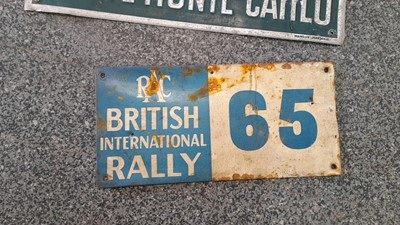 MONTE CARLO
RAC
BRITISH
INTERNATIONAL
RALLY
65